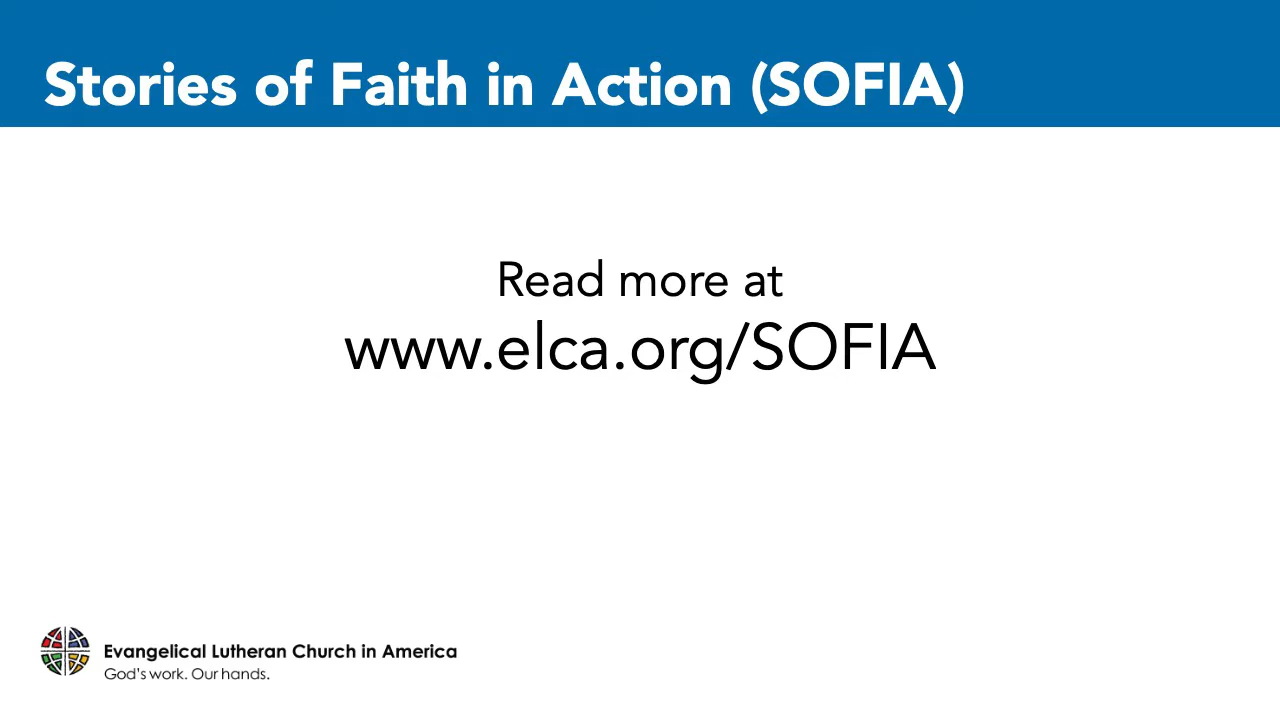 Stories of Faith in Action (SOFIA)
Read more at
www.elca.org/SOFIA
Evangelical Lutheran Church in America
God's work. Our hands.